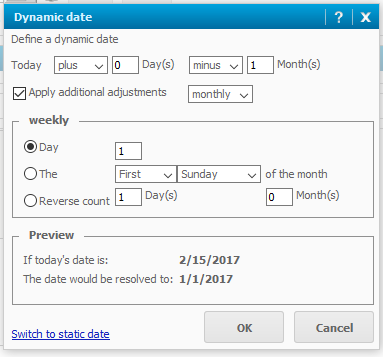 Dynamic date ? X
Define a dynamic date
Today plus 0 Day(s) minus 1 Month(s)
Apply additional adjustments monthly
weekly
Day 1
The First Sunday of the month
Reverse count 1 Day(s) 0 Month(s)
Preview
If today's date is: 2/15/2017
The date would be resolved to: 1/1/2017
Switch to static date OK Cancel